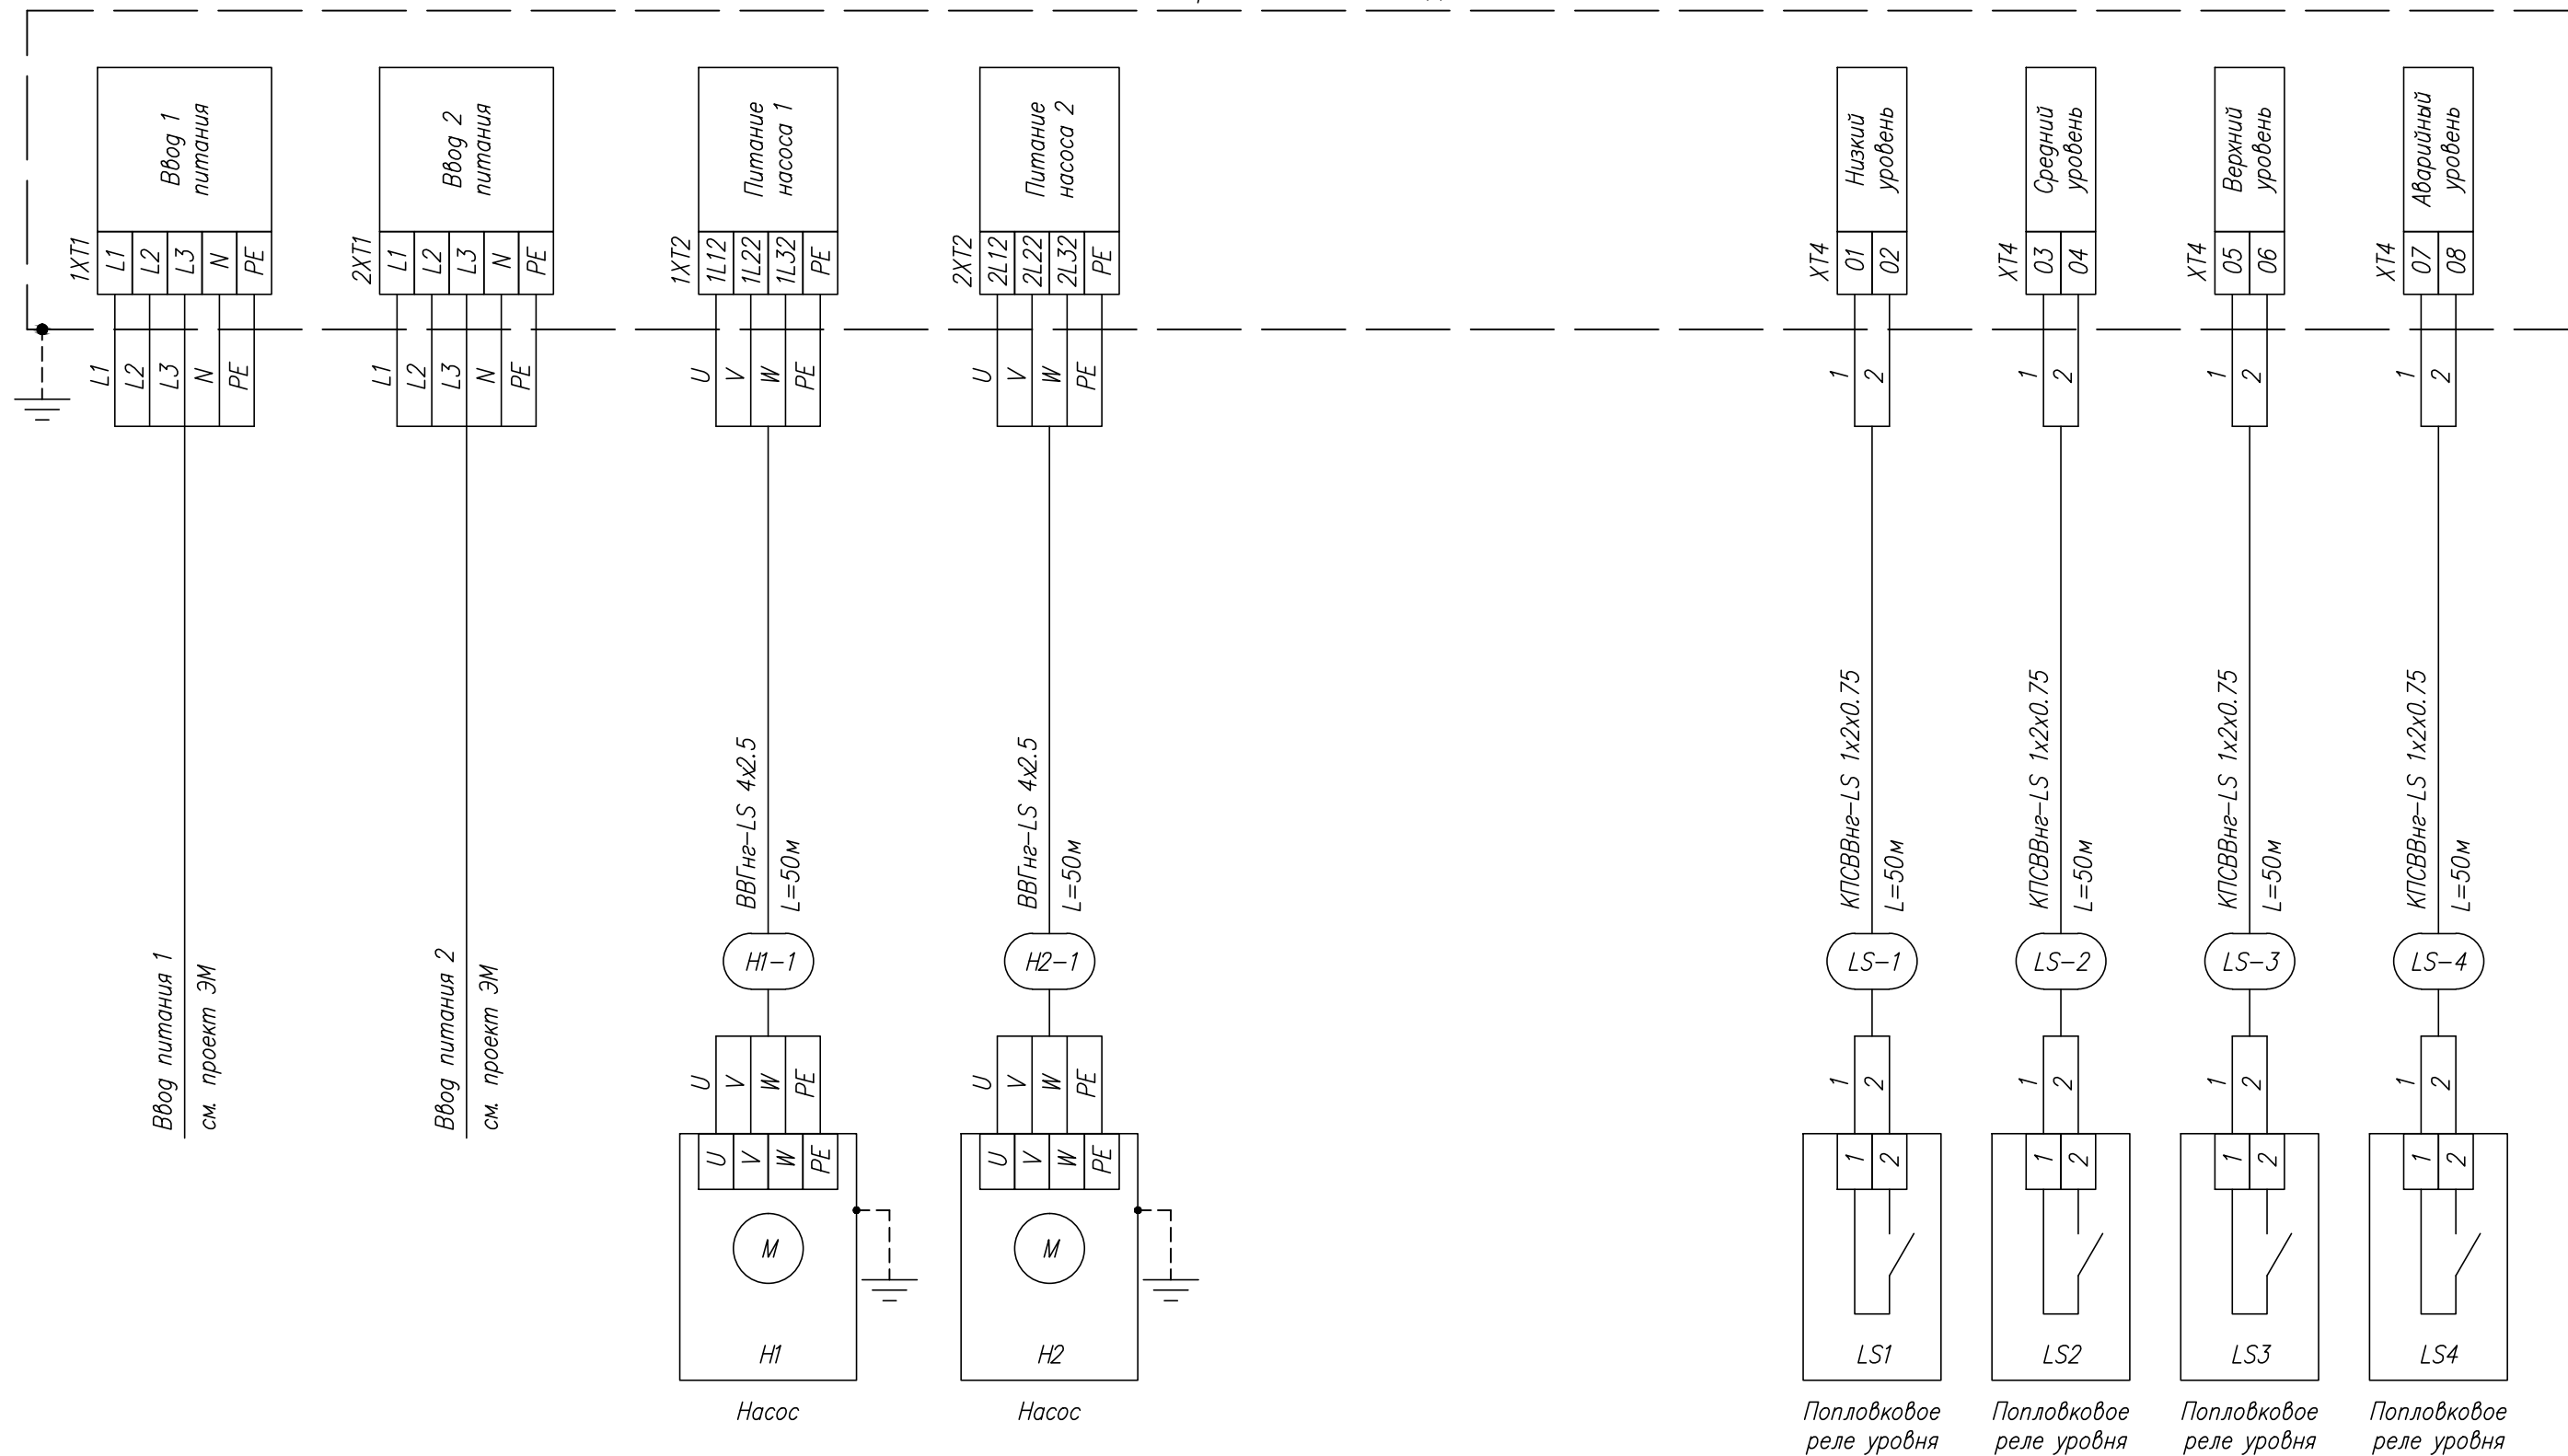 Ввод 1
питания
Ввод 2
питания
Питание
насоса 1
Питание
насоса 2
Низкий
уровень
Средний
уровень
Верхний
уровень
Аварийный
уровень
1XT1 L1 L2 L3 N PE
2XT1 L1 L2 L3 N PE
1XT2 1L12 1L22 1L32 PE
2XT2 2L12 2L22 2L32 PE
XT4 01 02
XT4 03 04
XT4 05 06
XT4 07 08
L1 L2 L3 N PE
L1 L2 L3 N PE
U V W PE
U V W PE
1 2
1 2
1 2
1 2
Ввод питания 1
см. проект ЭМ
Ввод питания 2
см. проект ЭМ
ВВГнг-LS 4x2.5
L=50м
ВВГнг-LS 4x2.5
L=50м
КПСВВнг-LS 1x2x0.75
L=50м
КПСВВнг-LS 1x2x0.75
L=50м
КПСВВнг-LS 1x2x0.75
L=50м
КПСВВнг-LS 1x2x0.75
L=50м
H1-1
H2-1
LS-1
LS-2
LS-3
LS-4
U V W PE
U V W PE
1 2
1 2
1 2
1 2
U V W PE
U V W PE
1 2
1 2
1 2
1 2
M
M
H1
H2
LS1
LS2
LS3
LS4
Насос
Насос
Попловковое
реле уровня
Попловковое
реле уровня
Попловковое
реле уровня
Попловковое
реле уровня